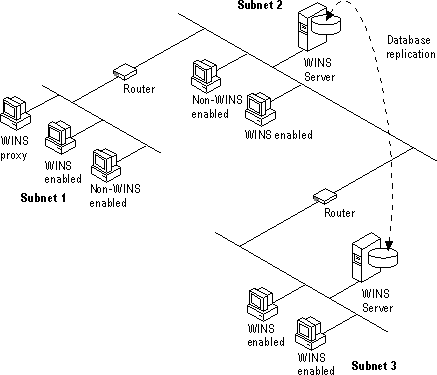 Subnet 2
Database
replication
WINS
Server
Router
Non-WINS
enabled
WINS enabled
WINS
proxy
WINS
enabled
Non-WINS
enabled
Subnet 1
Router
WINS
Server
WINS
enabled
WINS
enabled
Subnet 3